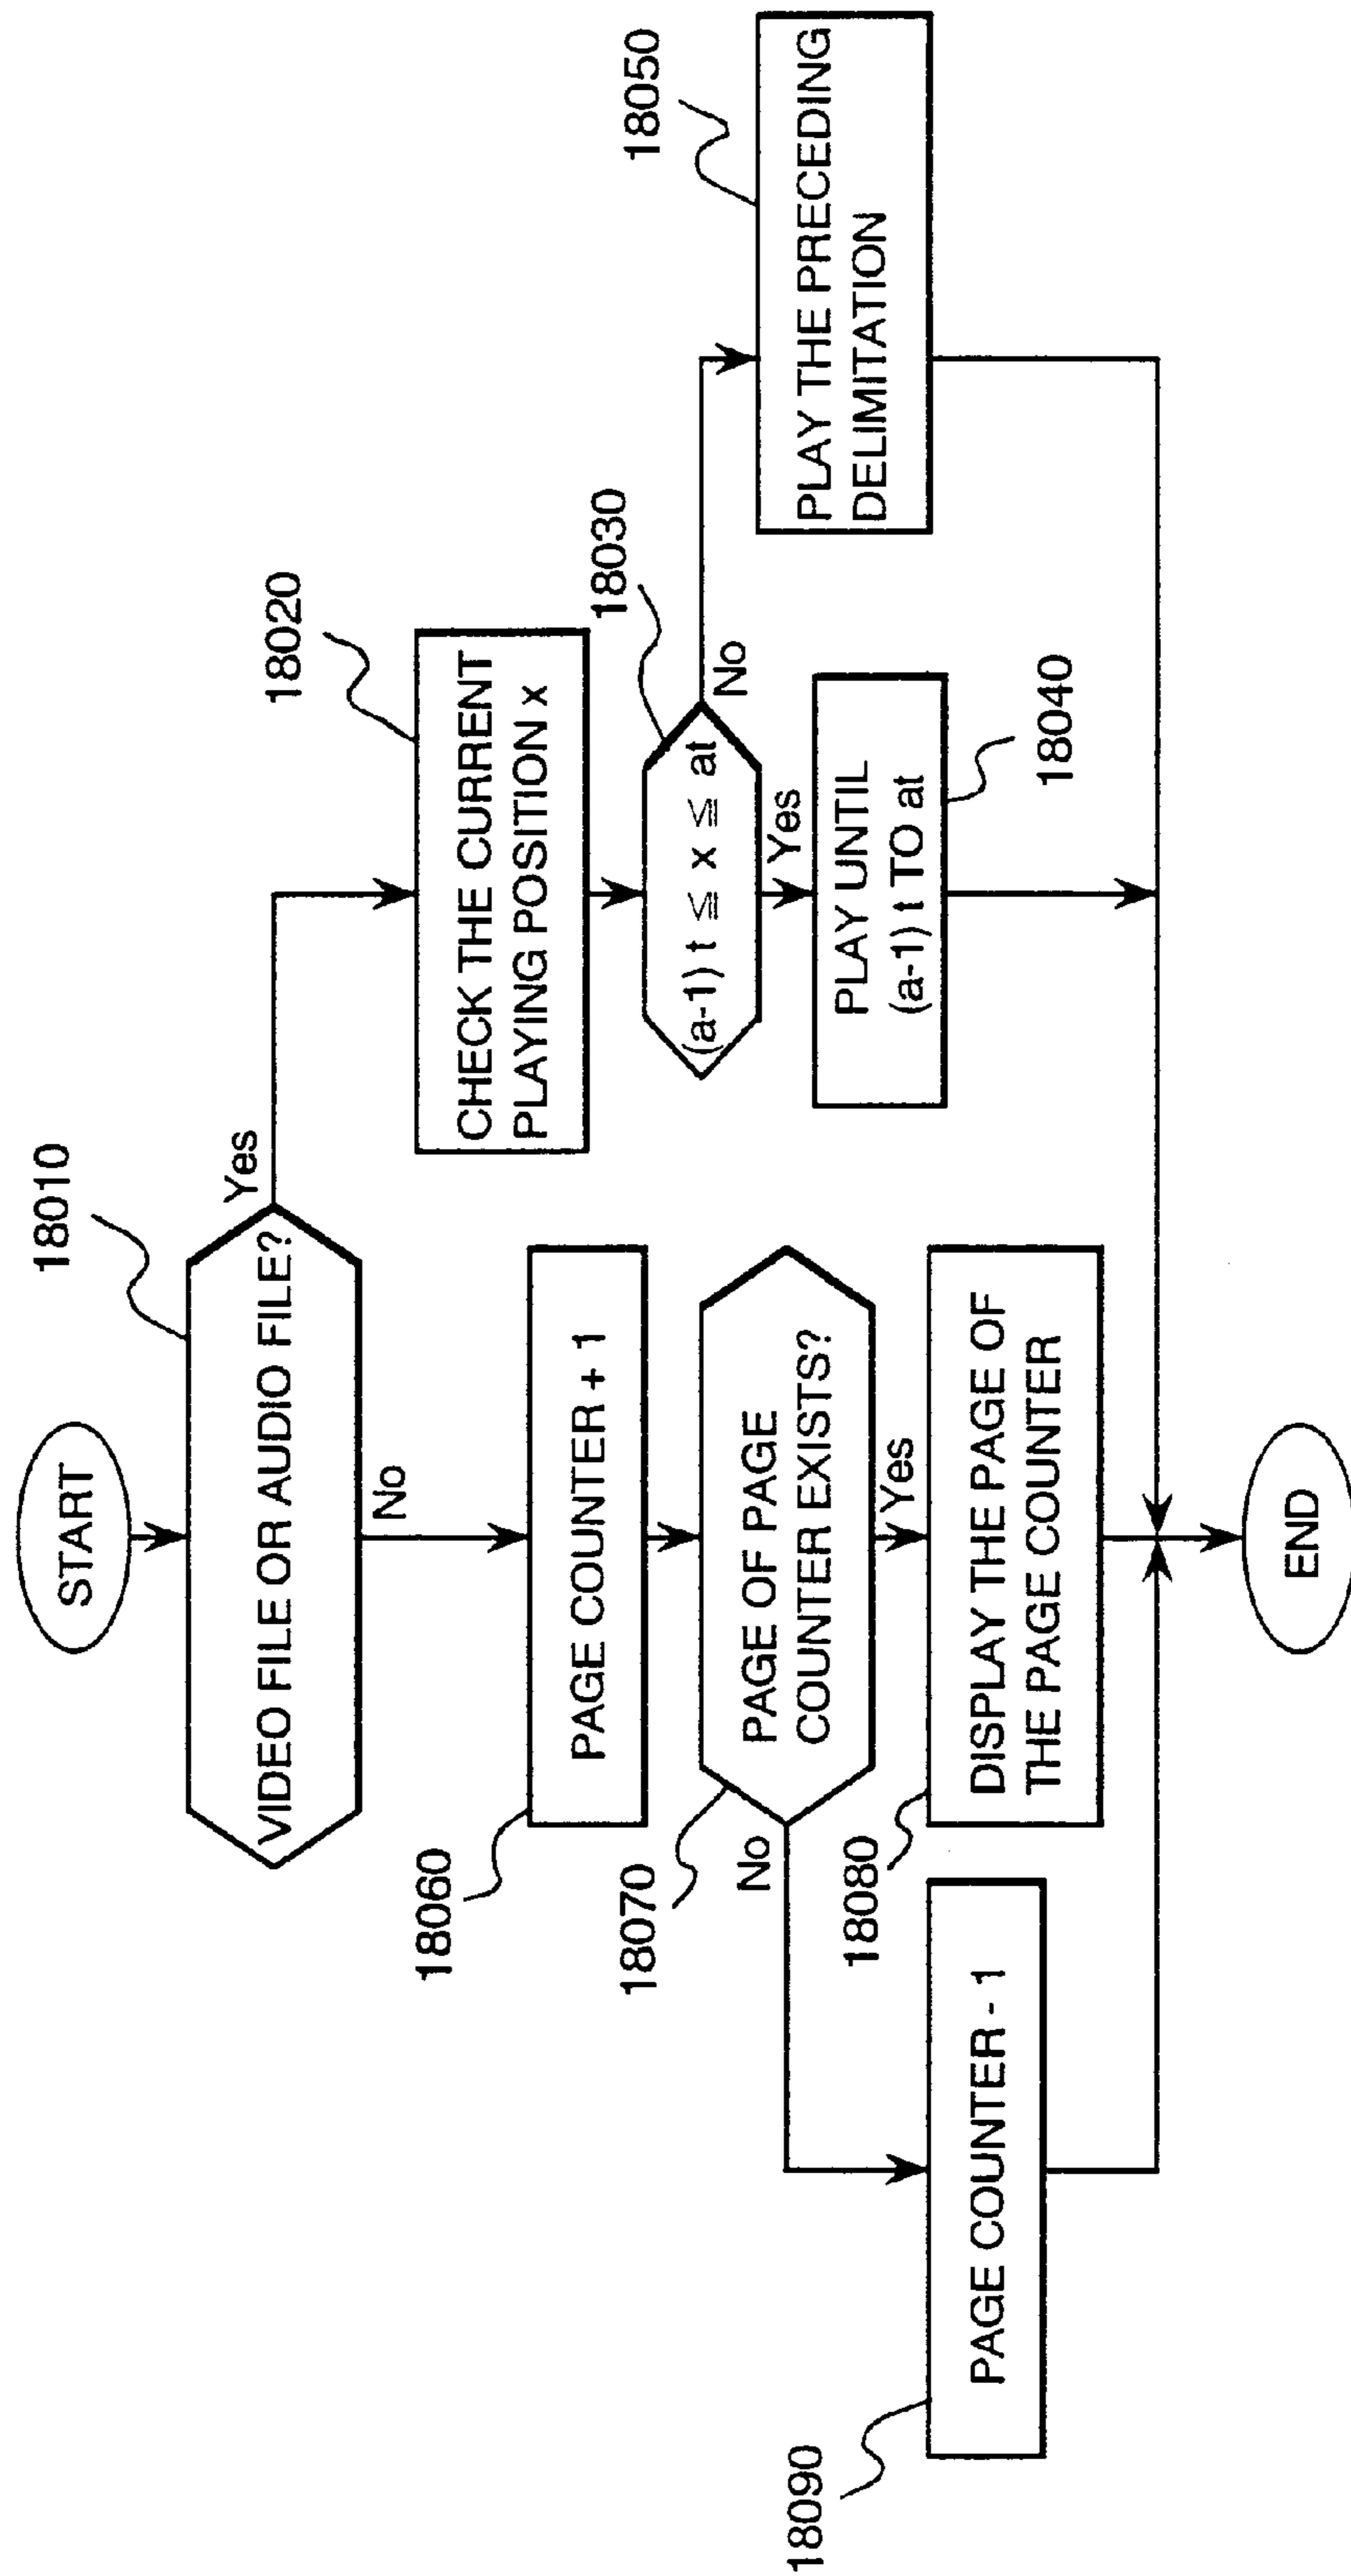 START
18010
VIDEO FILE OR AUDIO FILE?
Yes
No
18020
CHECK THE CURRENT
PLAYING POSITION x
18030
(a-1) t ≦ x ≦ at
No
Yes
18040
PLAY UNTIL
(a-1) t TO at
18050
PLAY THE PRECEDING
DELIMITATION
18060
PAGE COUNTER + 1
18070
PAGE OF PAGE
COUNTER EXISTS?
No
Yes
18080
DISPLAY THE PAGE OF
THE PAGE COUNTER
18090
PAGE COUNTER - 1
END